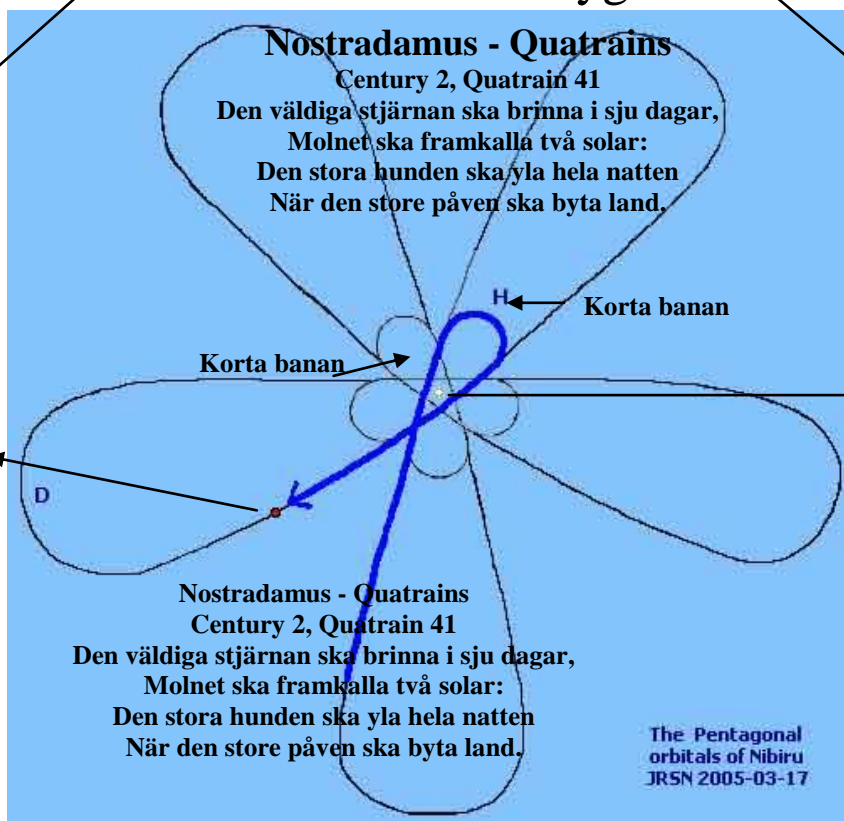 Nostradamus - Quatrains
Century 2, Quatrain 41
Den väldiga stjärnan ska brinna i sju dagar,
Molnet ska framkalla två solar:
Den stora hunden ska yla hela natten
När den store påven ska byta land.
H
Korta banan
Korta banan
D
Nostradamus - Quatrains
Century 2, Quatrain 41
Den väldiga stjärnan ska brinna i sju dagar,
Molnet ska framkalla två solar:
Den stora hunden ska yla hela natten
När den store påven ska byta land.
The Pentagonal
orbitals of Nibiru
JRSN 2005-03-17